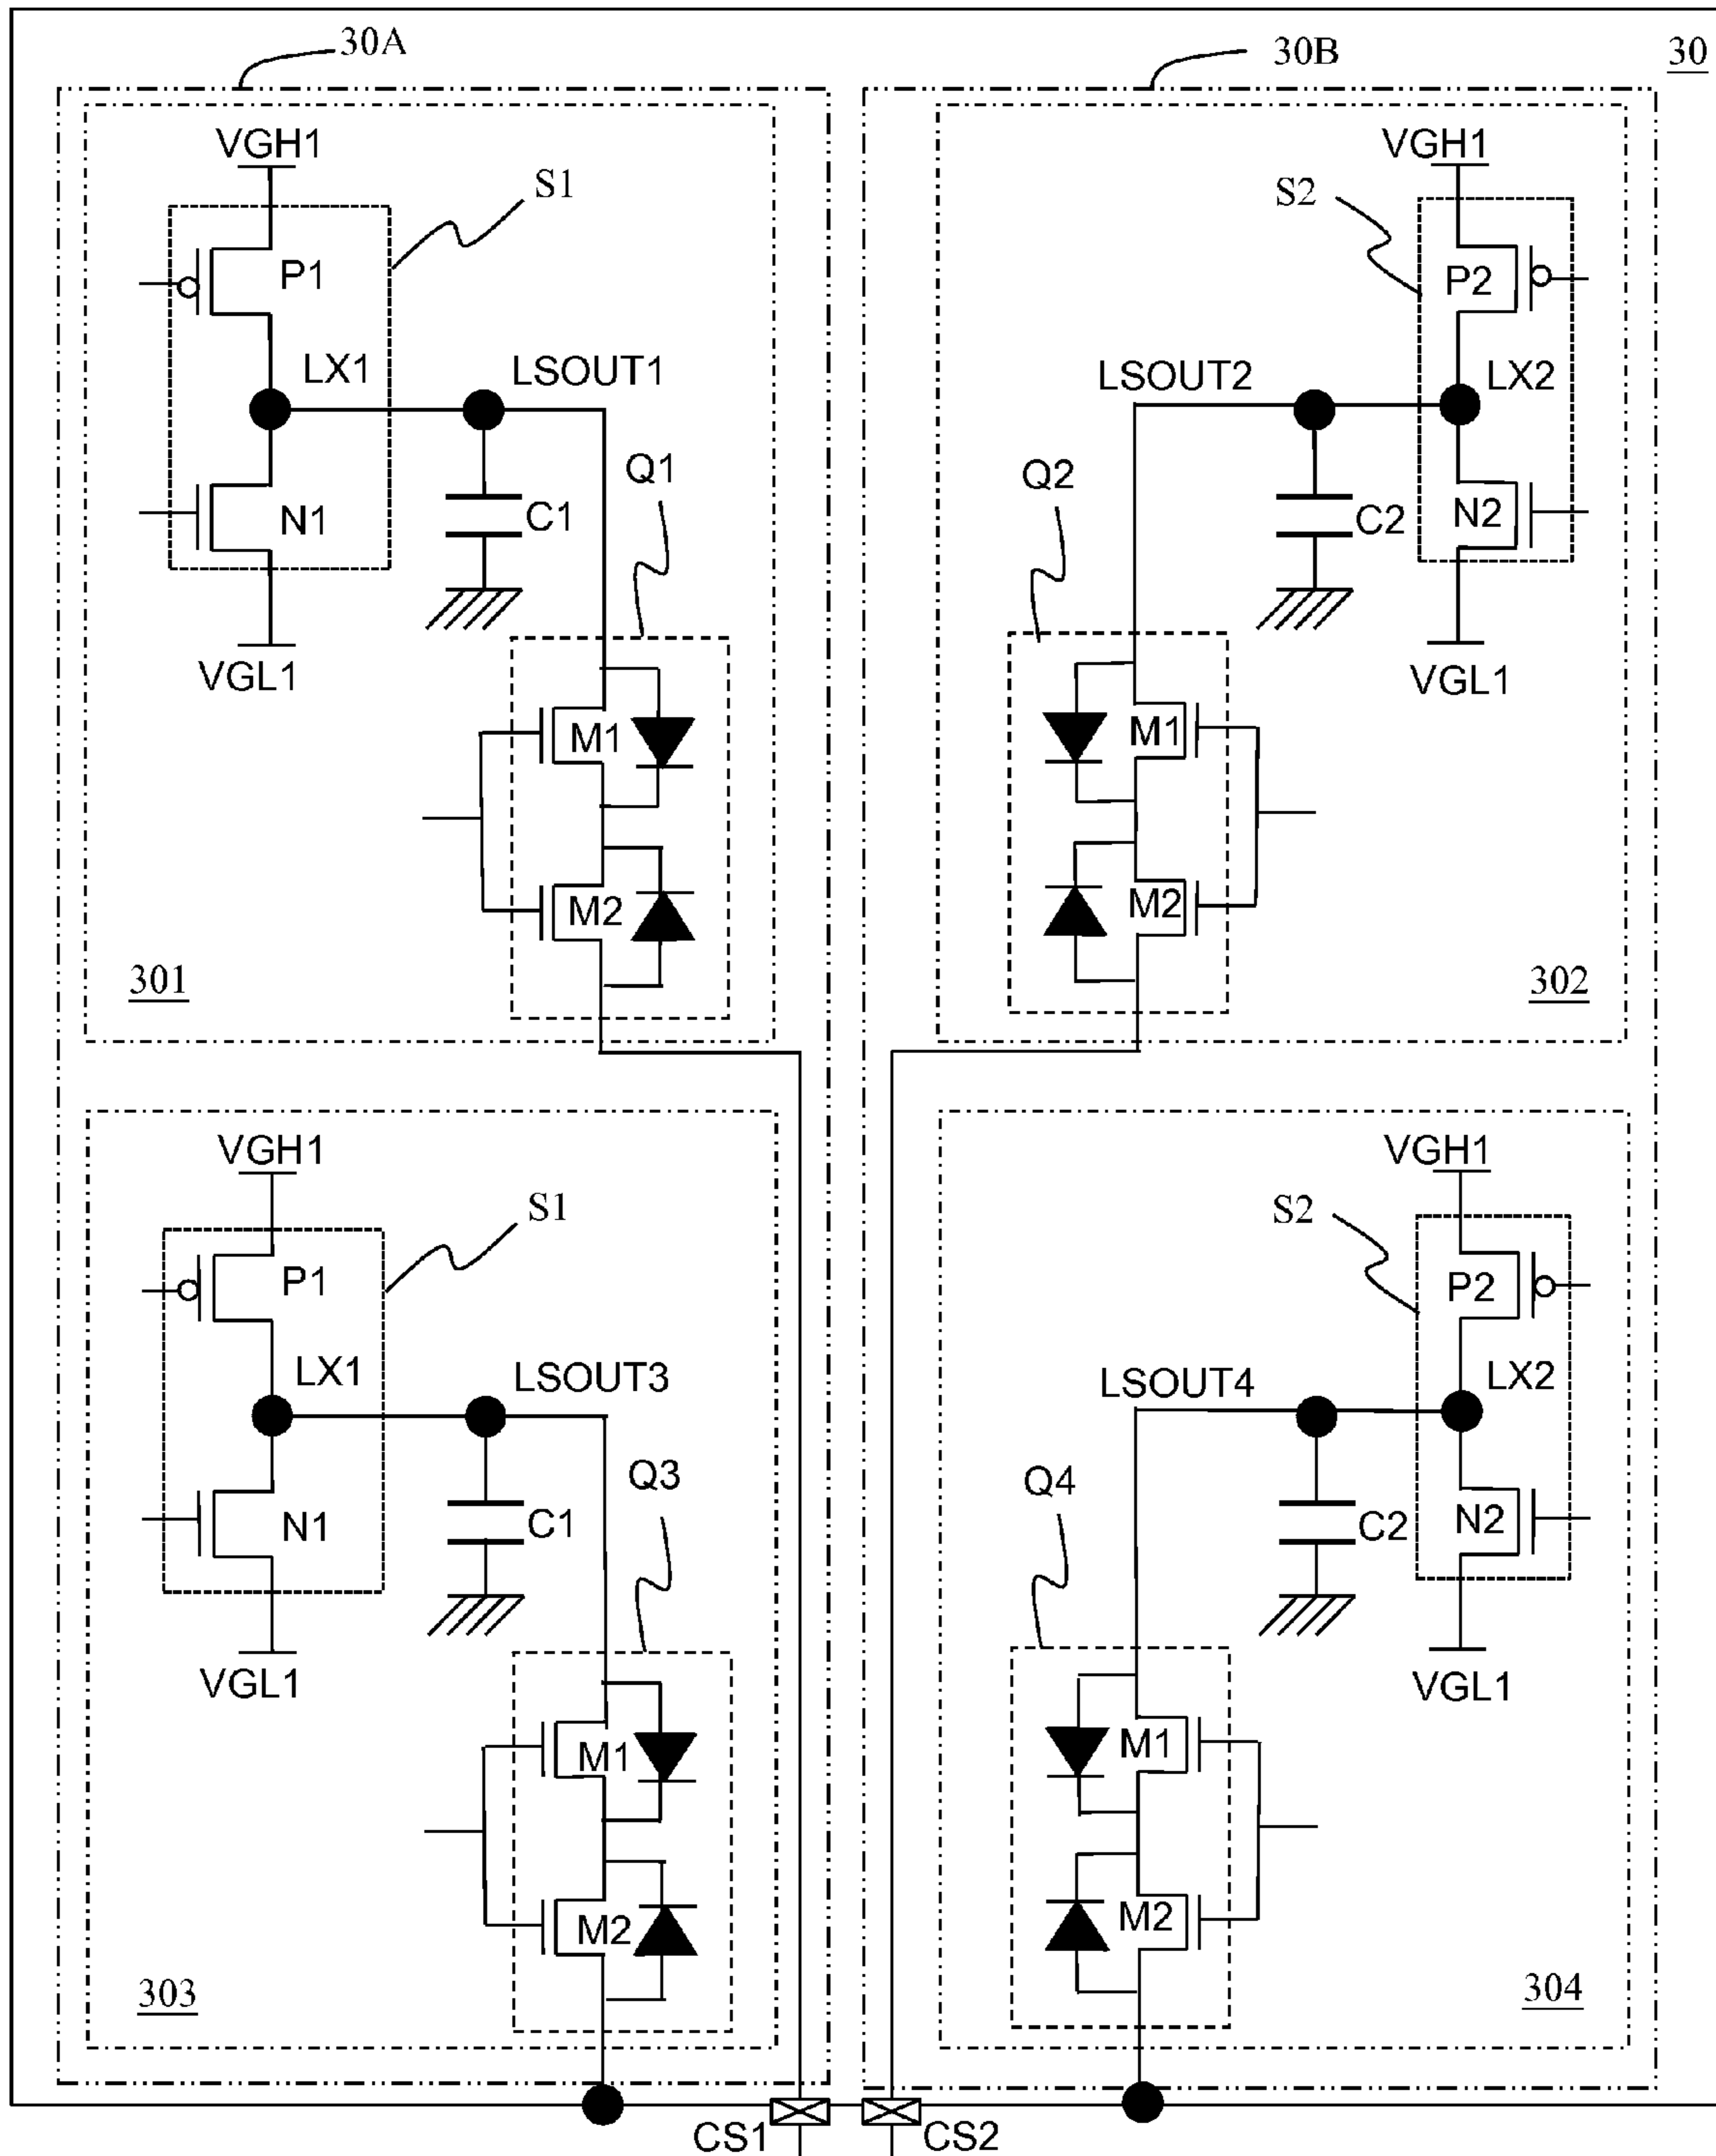 30A
30B
30
VGH1
S1
P1
LX1
LSOUT1
N1
C1
Q1
VGL1
M1
M2
301
VGH1
S2
P2
LSOUT2
LX2
Q2
C2
N2
VGL1
M1
M2
302
VGH1
S1
P1
LX1
LSOUT3
N1
C1
Q3
VGL1
M1
M2
303
VGH1
S2
P2
LSOUT4
LX2
Q4
C2
N2
VGL1
M1
M2
304
CS1
CS2